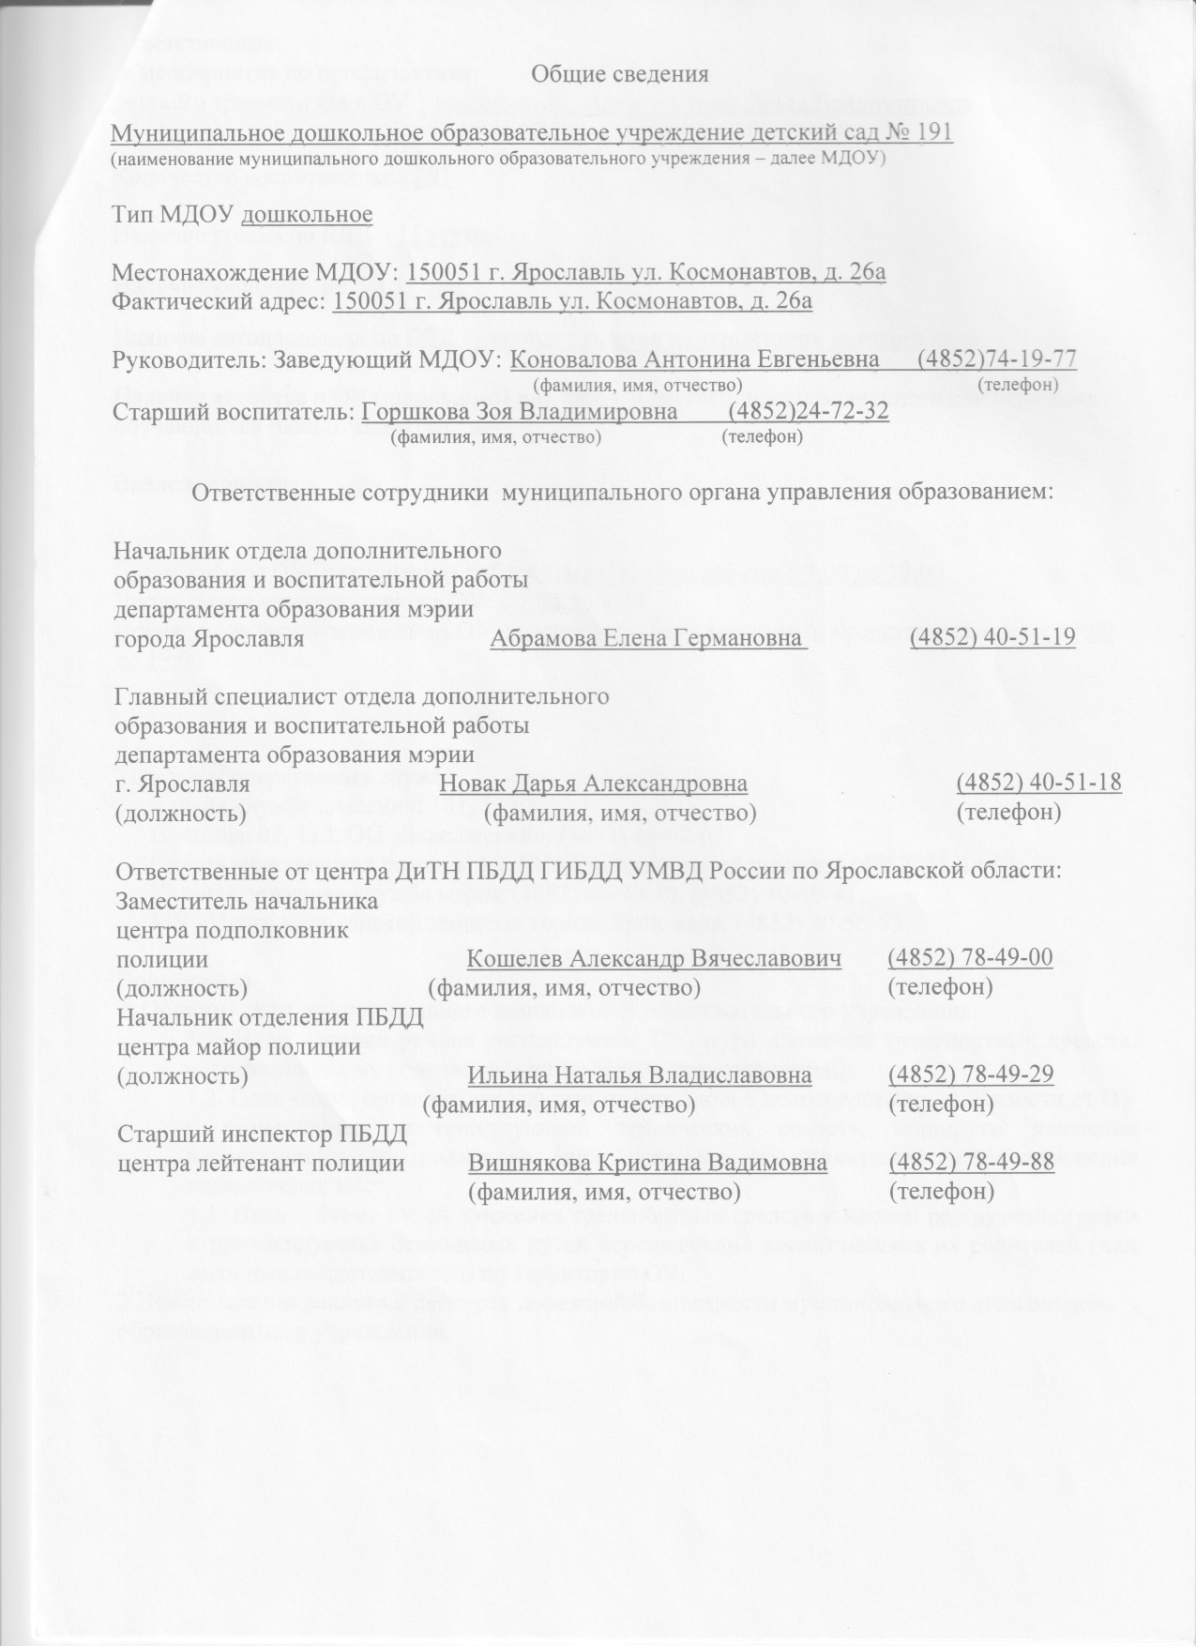 Общие сведения
Муниципальное дошкольное образовательное учреждение детский сад № 191
(наименование муниципального дошкольного образовательного учреждения – далее МДОУ)
Тип МДОУ дошкольное
Местонахождение МДОУ: 150051 г. Ярославль ул. Космонавтов, д. 26а
Фактический адрес: 150051 г. Ярославль ул. Космонавтов, д. 26а
Руководитель: Заведующий МДОУ: Коновалова Антонина Евгеньевна (4852)74-19-77
(фамилия, имя, отчество) (телефон)
Старший воспитатель: Горшкова Зоя Владимировна (4852)24-72-32
(фамилия, имя, отчество) (телефон)
Ответственные сотрудники муниципального органа управления образованием:
Начальник отдела дополнительного
образования и воспитательной работы
департамента образования мэрии
города Ярославля Абрамова Елена Германовна (4852) 40-51-19
Главный специалист отдела дополнительного
образования и воспитательной работы
департамента образования мэрии
г. Ярославля Новак Дарья Александровна (4852) 40-51-18
(должность) (фамилия, имя, отчество) (телефон)
Ответственные от центра ДиТН ПБДД ГИБДД УМВД России по Ярославской области:
Заместитель начальника
центра подполковник
полиции Кошелев Александр Вячеславович (4852) 78-49-00
(должность) (фамилия, имя, отчество) (телефон)
Начальник отделения ПБДД
центра майор полиции
(должность) Ильина Наталья Владиславовна (4852) 78-49-29
(фамилия, имя, отчество) (телефон)
Старший инспектор ПБДД
центра лейтенант полиции Вишнякова Кристина Вадимовна (4852) 78-49-88
(фамилия, имя, отчество) (телефон)